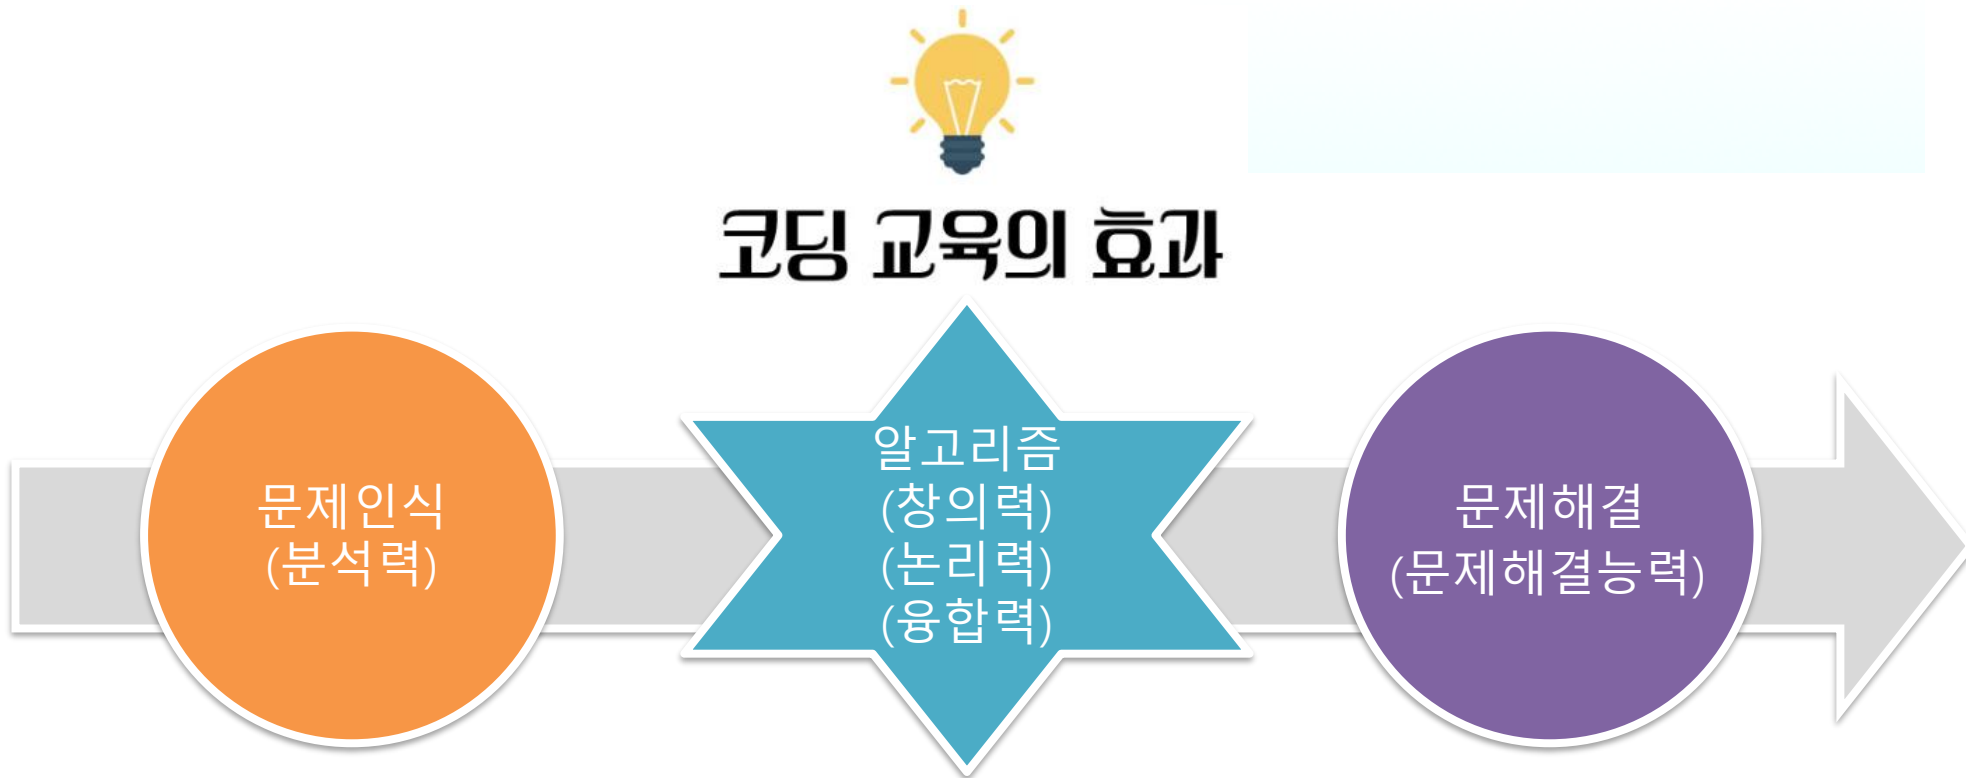 코딩 교육의 효과
문제인식
(분석력)
알고리즘
(창의력)
(논리력)
(융합력)
문제해결
(문제해결능력)